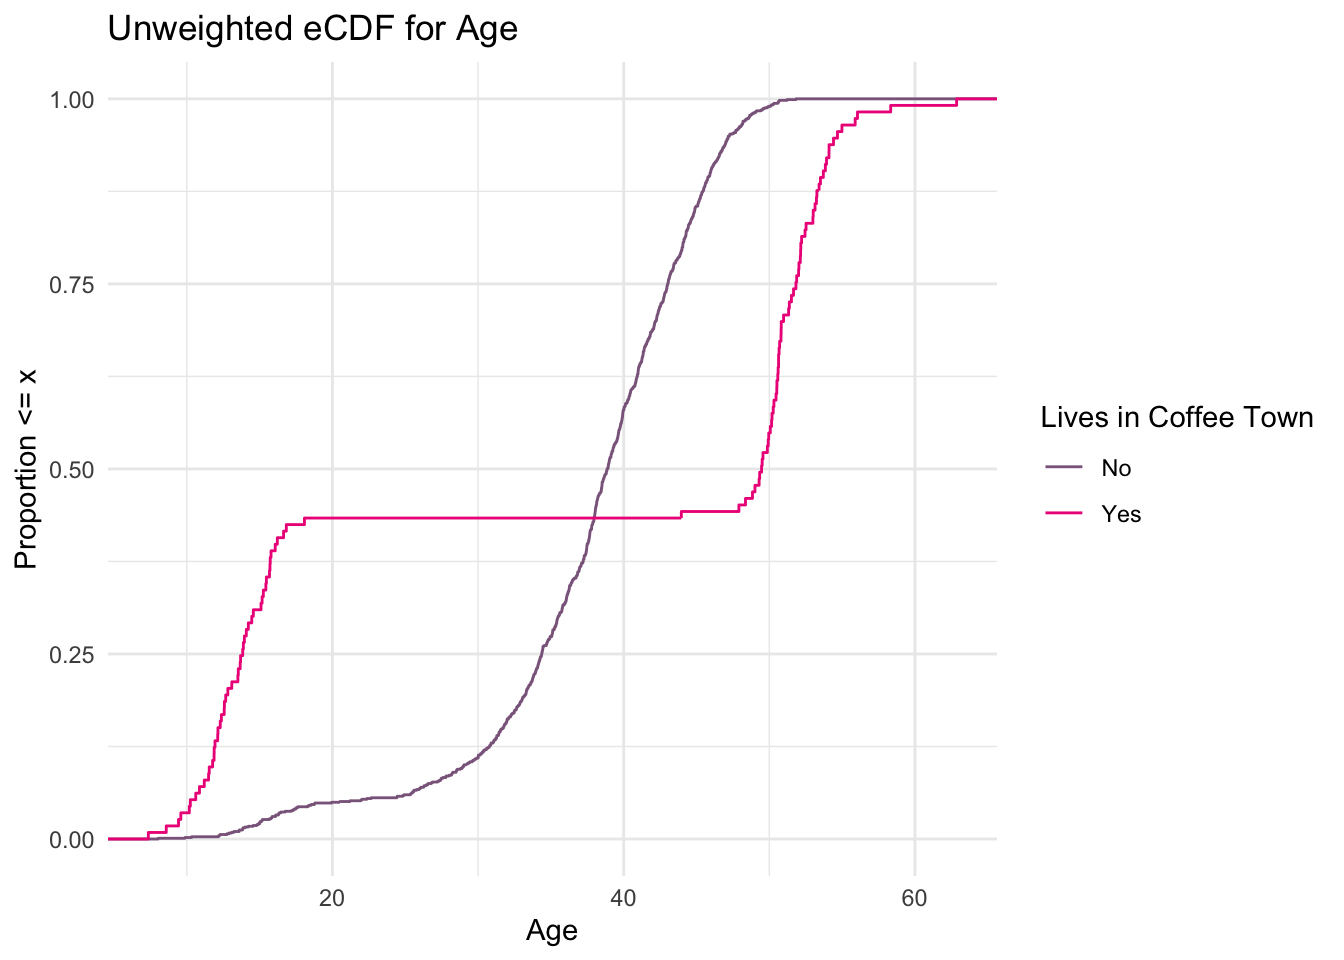 Unweighted eCDF for Age
Proportion <= x
1.00
0.75
0.50
0.25
0.00
20
40
60
Age
Lives in Coffee Town
No
Yes